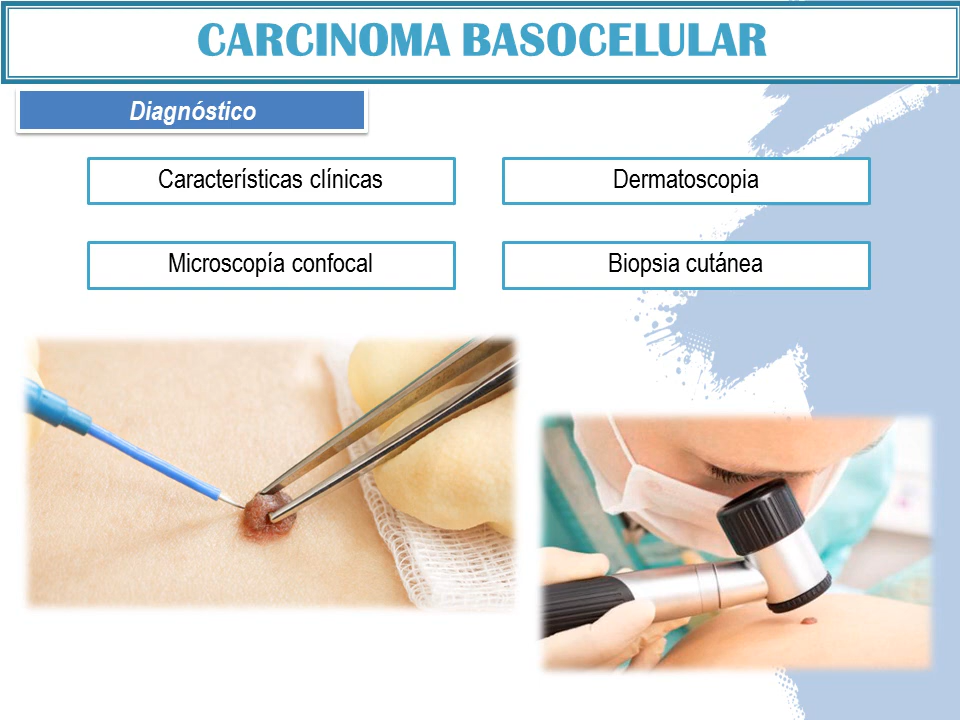 CARCINOMA BASOCELULAR
Diagnóstico
Características clínicas
Dermatoscopia
Microscopía confocal
Biopsia cutánea